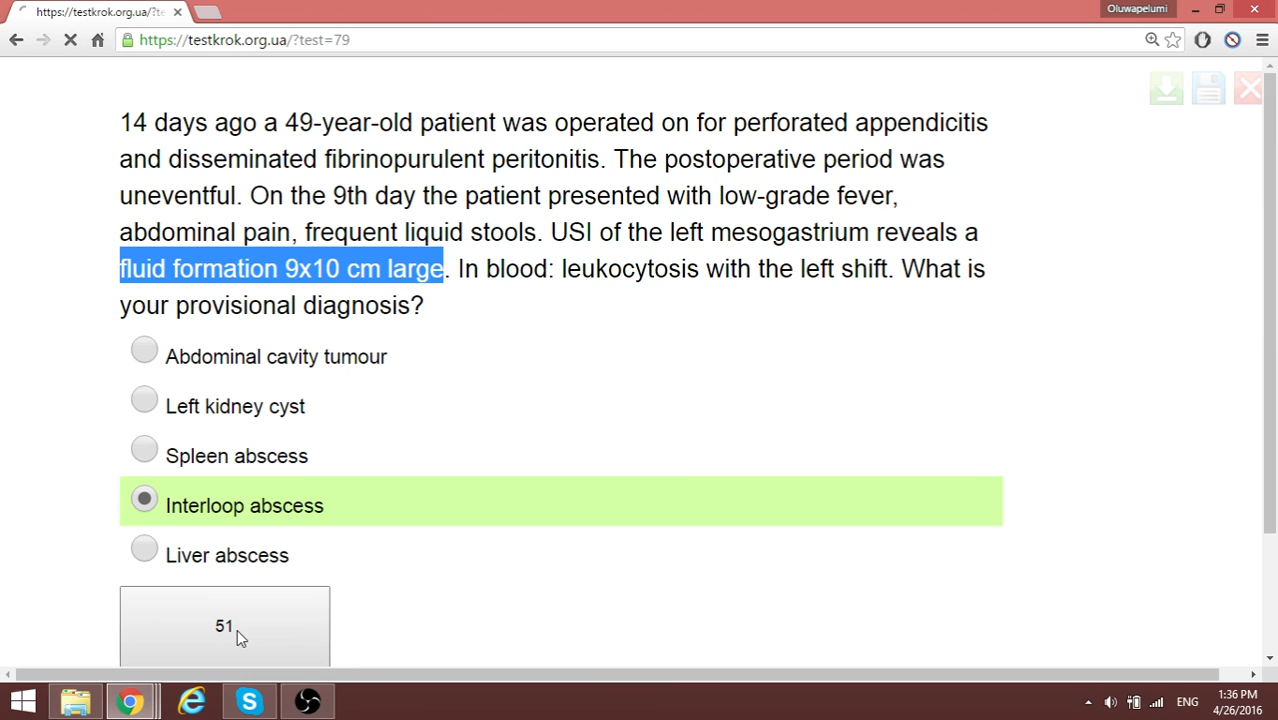 https://testkrok.org.ua/?te
Oluwapelumi
https://testkrok.org.ua/?test=79
14 days ago a 49-year-old patient was operated on for perforated appendicitis
and disseminated fibrinopurulent peritonitis. The postoperative period was
uneventful. On the 9th day the patient presented with low-grade fever,
abdominal pain, frequent liquid stools. USI of the left mesogastrium reveals a
fluid formation 9x10 cm large. In blood: leukocytosis with the left shift. What is
your provisional diagnosis?
Abdominal cavity tumour
Left kidney cyst
Spleen abscess
Interloop abscess
Liver abscess
51
ENG
1:36 PM
4/26/2016